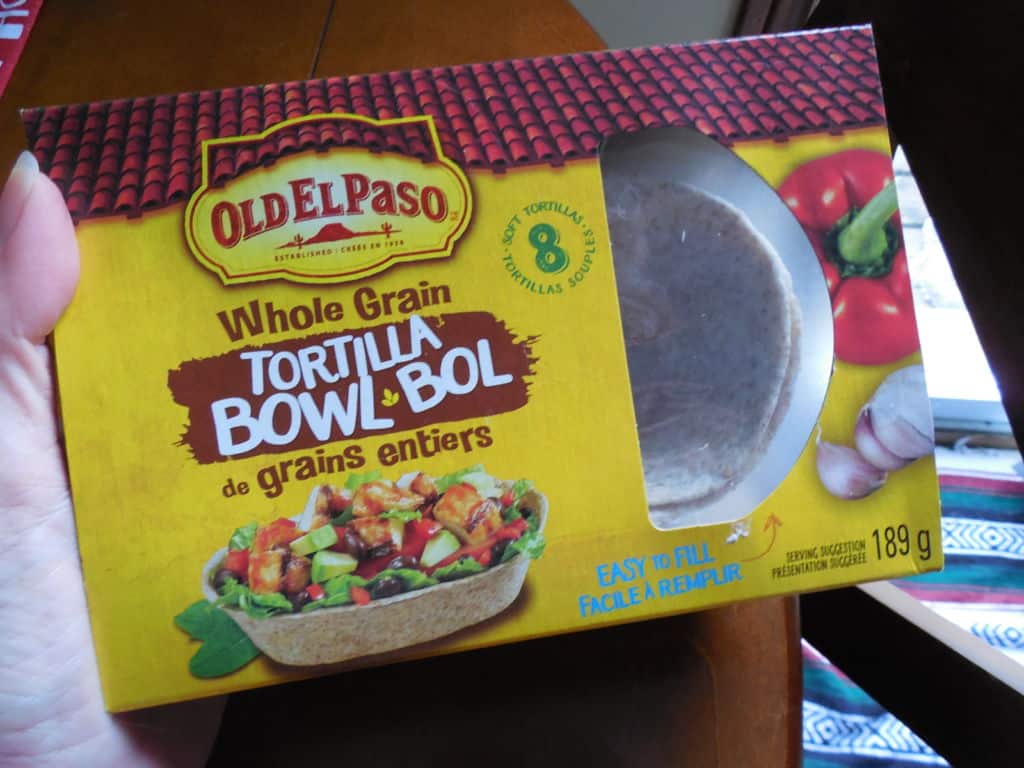 OLD EL PASO
ESTABLISHED · CRÉÉE EN 1938
Whole Grain
TORTILLA
BOWL BOL
de grains entiers
SOFT TORTILLAS
8
TORTILLAS SOUPLES
EASY TO FILL
FACILE À REMPLIR
SERVING SUGGESTION
PRÉSENTATION SUGGÉRÉE
189 g